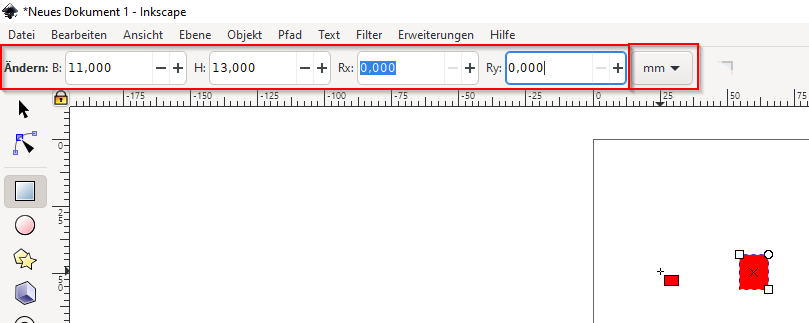 *Neues Dokument 1 - Inkscape
Datei Bearbeiten Ansicht Ebene Objekt Pfad Text Filter Erweiterungen Hilfe
Ändern: B: 11,000 H: 13,000 Rx: 0,000 Ry: 0,000 mm
-175 -150 -125 -100 -75 -50 -25 0 25 50 75
0
25
50